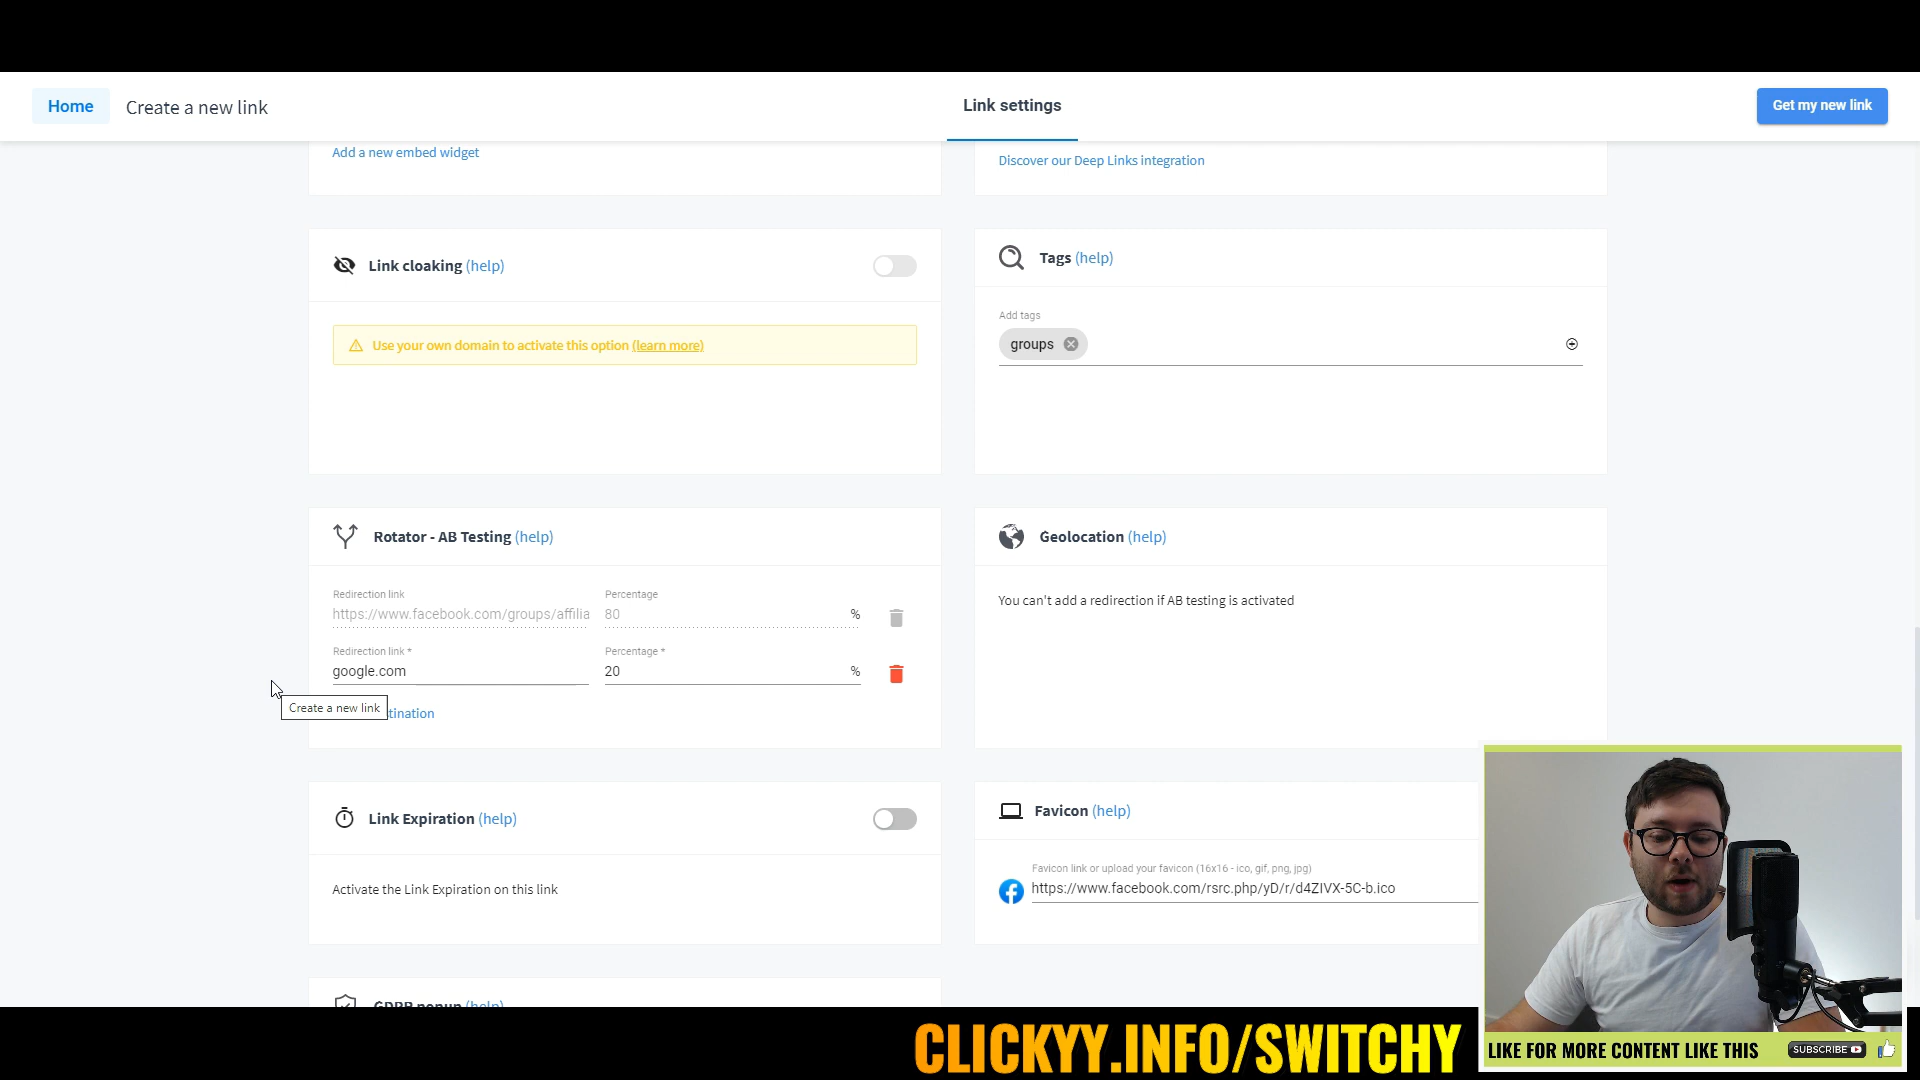 Home
Create a new link
Link settings
Get my new link
Add a new embed widget
Discover our Deep Links integration
Link cloaking (help)
Use your own domain to activate this option (learn more)
Tags (help)
Add tags
groups
Rotator - AB Testing (help)
Redirection link
Percentage
https://www.facebook.com/groups/affilia
80
%
Redirection link *
Percentage *
google.com
20
%
Create a new link
tination
Geolocation (help)
You can't add a redirection if AB testing is activated
Link Expiration (help)
Activate the Link Expiration on this link
Favicon (help)
Favicon link or upload your favicon (16x16 - ico, gif, png, jpg)
https://www.facebook.com/rsrc.php/yD/r/d4ZIVX-5C-b.ico
GDPR popup (help)
CLICKYY.INFO/SWITCHY
LIKE FOR MORE CONTENT LIKE THIS
SUBSCRIBE